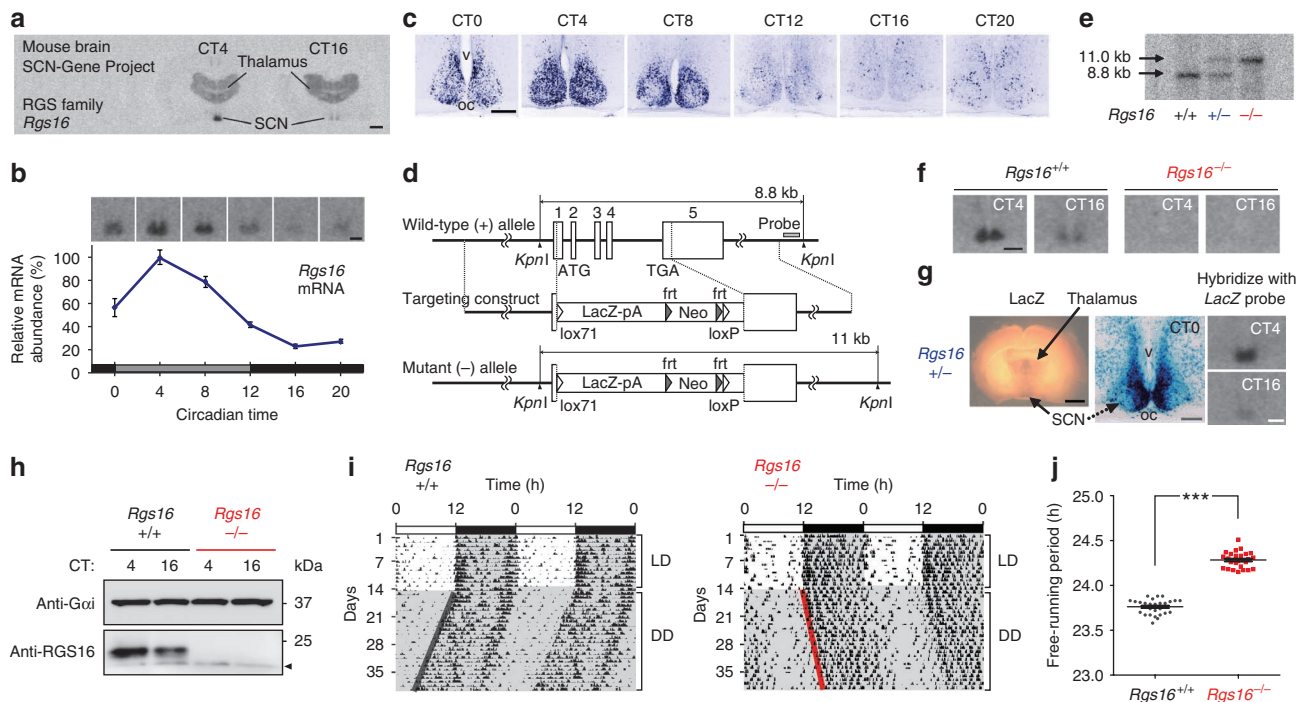 a
Mouse brain
SCN-Gene Project
RGS family
Rgs16
CT4
CT16
Thalamus
SCN
b
Relative mRNA
abundance (%)
100
80
60
40
20
0
Rgs16
mRNA
0 4 8 12 16 20
Circadian time
c
CT0 CT4 CT8 CT12 CT16 CT20
v
oc
d
8.8 kb
Wild-type (+) allele
1 2 3 4 5
Probe
KpnI
ATG
TGA
KpnI
Targeting construct
LacZ-pA
frt
Neo
frt
lox71
loxP
11 kb
Mutant (–) allele
LacZ-pA
frt
Neo
frt
KpnI
lox71
loxP
KpnI
e
11.0 kb
8.8 kb
Rgs16 +/+ +/– –/–
f
Rgs16+/+
Rgs16–/–
CT4 CT16 CT4 CT16
g
Rgs16
+/–
LacZ
Thalamus
SCN
CT0
v
oc
Hybridize with
LacZ probe
CT4
CT16
h
Rgs16
+/+
Rgs16
–/–
CT: 4 16 4 16 kDa
Anti-Gαi
37
Anti-RGS16
25
i
Rgs16
+/+
Time (h)
0 12 0 12 0
Days
1
7
14
21
28
35
LD
DD
Rgs16
–/–
Time (h)
0 12 0 12 0
Days
1
7
14
21
28
35
LD
DD
j
Free-running period (h)
25.0
24.5
24.0
23.5
23.0
***
Rgs16+/+ Rgs16–/–